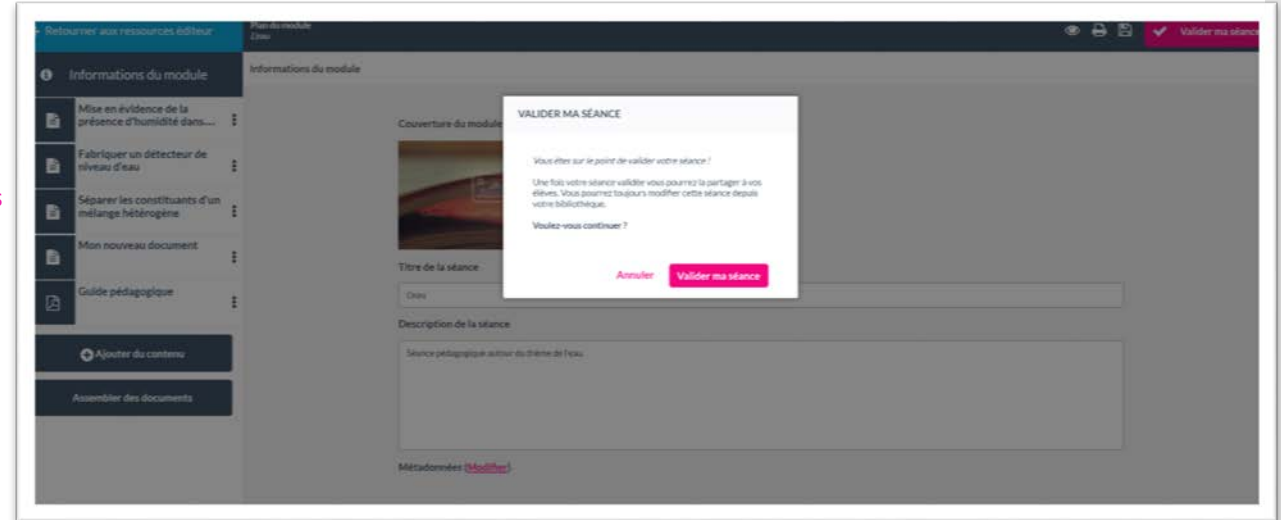 Retourner aux ressources éditeur
Plan du module
L'eau
Valider ma séance
Informations du module
Informations du module
Mise en évidence de la
présence d'humidité dans....
Fabriquer un détecteur de
niveau d'eau
Séparer les constituants d'un
mélange hétérogène
Mon nouveau document
Guide pédagogique
Ajouter du contenu
Assembler des documents
Couverture du module
VALIDER MA SÉANCE
Vous êtes sur le point de valider votre séance !
Une fois votre séance validée vous pourrez la partager à vos
élèves. Vous pourrez toujours modifier cette séance depuis
votre bibliothèque.
Voulez-vous continuer ?
Annuler
Valider ma séance
Titre de la séance
L'eau
Description de la séance
Séance pédagogique autour du thème de l'eau.
Métadonnées (Modifier).
s